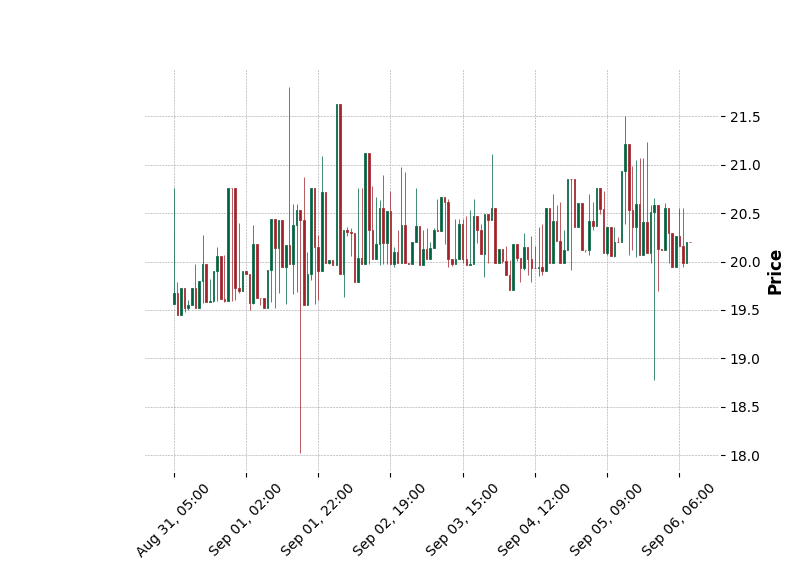 21.5
21.0
20.5
20.0
19.5
19.0
18.5
18.0
Price
Aug 31, 05:00
Sep 01, 02:00
Sep 01, 22:00
Sep 02, 19:00
Sep 03, 15:00
Sep 04, 12:00
Sep 05, 09:00
Sep 06, 06:00